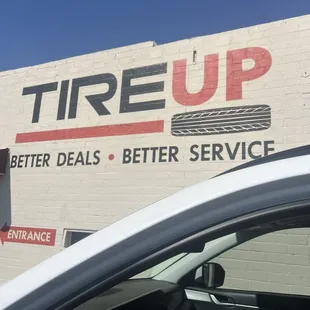 TIREUP
BETTER DEALS • BETTER SERVICE
ENTRANCE